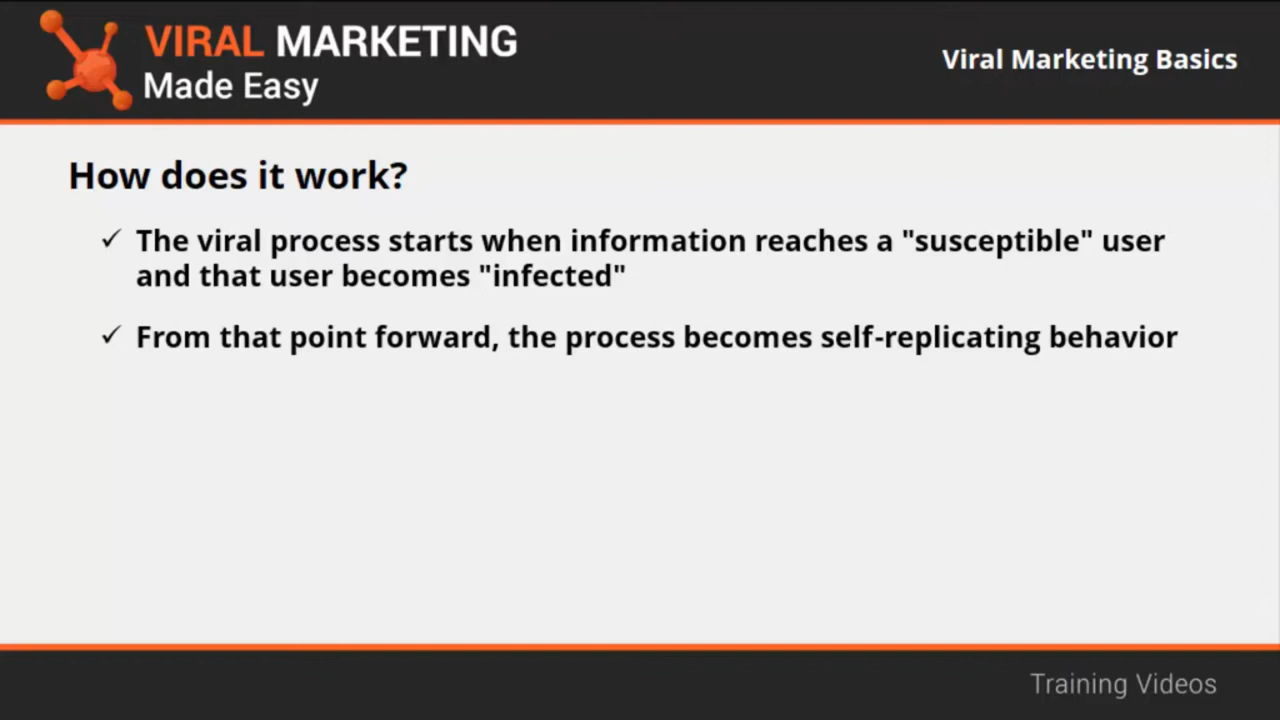 VIRAL MARKETING
Made Easy
Viral Marketing Basics
How does it work?
✓ The viral process starts when information reaches a "susceptible" user
and that user becomes "infected"
✓ From that point forward, the process becomes self-replicating behavior
Training Videos